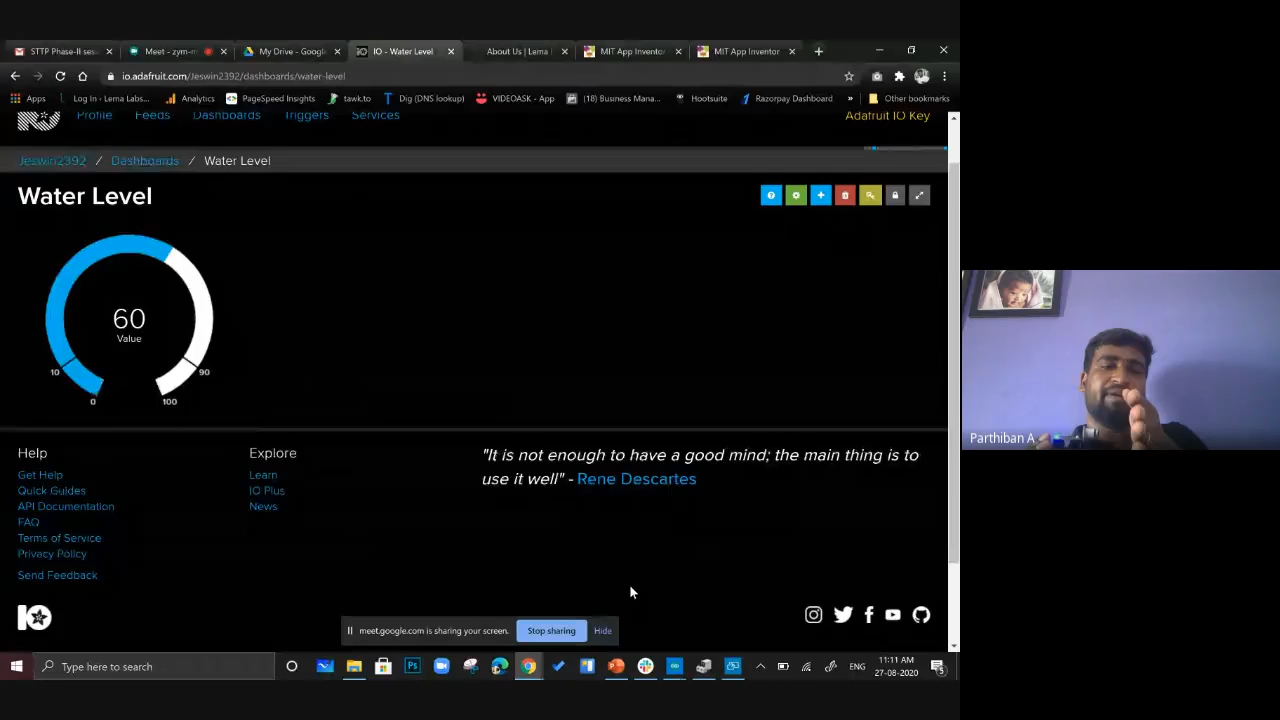 STTP Phase-II ses
Meet - zym-m
My Drive - Google
IO - Water Level
About Us | Lema
MIT App Inventor
MIT App Inventor
io.adafruit.com/Jeswin2392/dashboards/water-level
Apps
Log In ‹ Lema Labs...
Analytics
PageSpeed Insights
tawk.to
Dig (DNS lookup)
VIDEOASK - App
(18) Business Mana...
Hootsuite
Razorpay Dashboard
»
Other bookmarks
Profile
Feeds
Dashboards
Triggers
Services
Adafruit IO Key
Jeswin2392 / Dashboards / Water Level
Water Level
60
Value
10
90
0
100
Help
Get Help
Quick Guides
API Documentation
FAQ
Terms of Service
Privacy Policy
Send Feedback
Explore
Learn
IO Plus
News
"It is not enough to have a good mind; the main thing is to
use it well" - Rene Descartes
meet.google.com is sharing your screen.
Stop sharing
Hide
Type here to search
ENG
11:11 AM
27-08-2020
Parthiban A